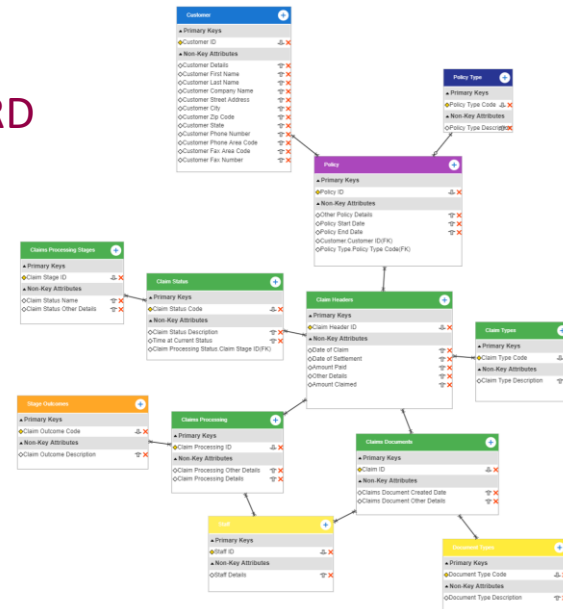 RD
Customer
Primary Keys
Customer ID
Non-Key Attributes
Customer Details
Customer First Name
Customer Last Name
Customer Company Name
Customer Street Address
Customer City
Customer Zip Code
Customer State
Customer Phone Number
Customer Phone Area Code
Customer Fax Area Code
Customer Fax Number
Policy Type
Primary Keys
Policy Type Code
Non-Key Attributes
Policy Type
Policy
Primary Keys
Policy ID
Non-Key Attributes
Other Policy Details
Policy Start Date
Policy End Date
Customer Customer ID(FK)
Policy Type.Policy Type Code(FK)
Claims Processing Stages
Primary Keys
Claim Stage ID
Non-Key Attributes
Claim Status Name
Claim Status Other Details
Claim Status
Primary Keys
Claim Status Code
Non-Key Attributes
Claim Status Description
Time at Current Status
Claim Processing Status.Claim Stage ID(FK)
Claim Headers
Primary Keys
Claim Header ID
Non-Key Attributes
Date of Claim
Date of Settlement
Amount Paid
Other Details
Amount Claimed
Claim Types
Primary Keys
Claim Type Code
Non-Key Attributes
Claim Type Description
Stage Outcomes
Primary Keys
Claim Outcome Code
Non-Key Attributes
Claim Outcome Description
Claims Processing
Primary Keys
Claim Processing ID
Non-Key Attributes
Claim Processing Other Details
Claim Processing Details
Claims Documents
Primary Keys
Claim ID
Non-Key Attributes
Claims Document Created Date
Claims Document Other Details
Staff
Primary Keys
Staff ID
Non-Key Attributes
Staff Details
Document Types
Primary Keys
Document Type Code
Non-Key Attributes
Document Type Description